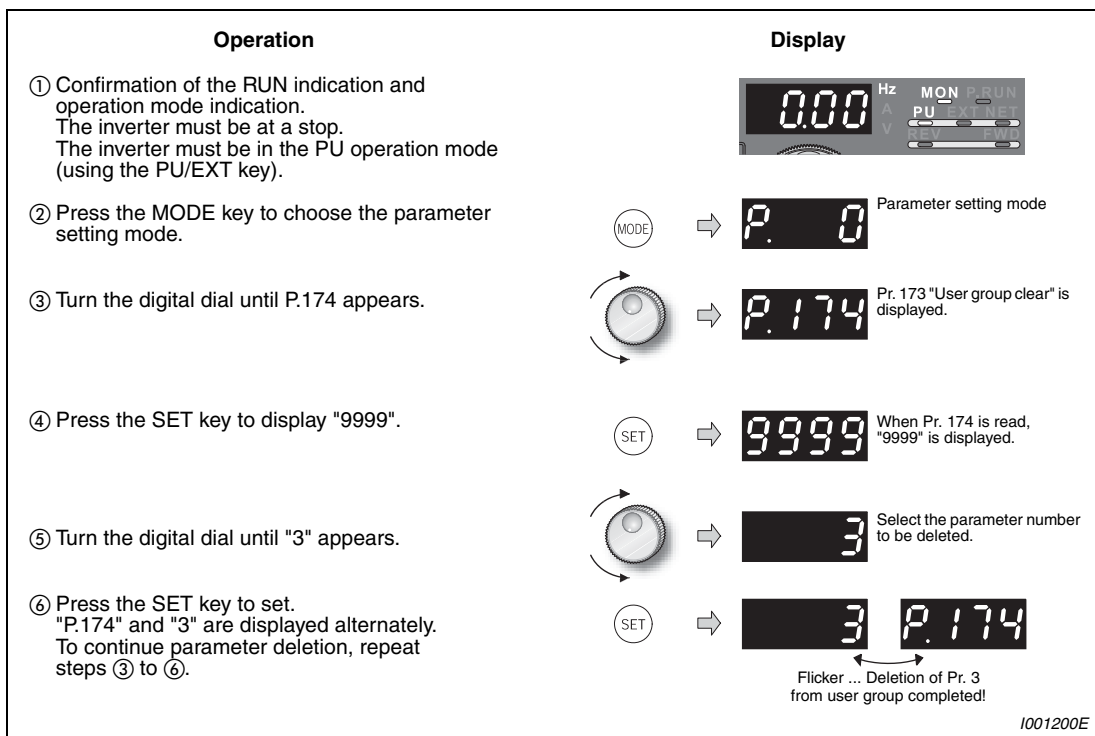 Operation
Display
① Confirmation of the RUN indication and
operation mode indication.
The inverter must be at a stop.
The inverter must be in the PU operation mode
(using the PU/EXT key).
0.00
Hz
A
V
MON P.RUN
PU EXT NET
REV FWD
② Press the MODE key to choose the parameter
setting mode.
MODE
P. 0
Parameter setting mode
③ Turn the digital dial until P.174 appears.
P.174
Pr. 173 "User group clear" is
displayed.
④ Press the SET key to display "9999".
SET
9999
When Pr. 174 is read,
"9999" is displayed.
⑤ Turn the digital dial until "3" appears.
3
Select the parameter number
to be deleted.
⑥ Press the SET key to set.
"P.174" and "3" are displayed alternately.
To continue parameter deletion, repeat
steps ③ to ⑥.
SET
3 P.174
Flicker ... Deletion of Pr. 3
from user group completed!
I001200E